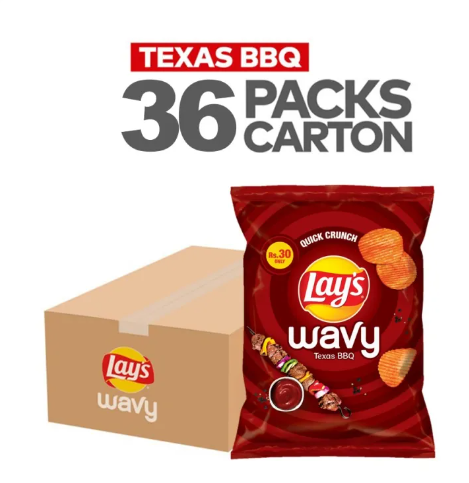 TEXAS BBQ
36 PACKS
CARTON
QUICK CRUNCH
Rs.30
ONLY
Lay's
wavy
Texas BBQ
Lay's
wavy